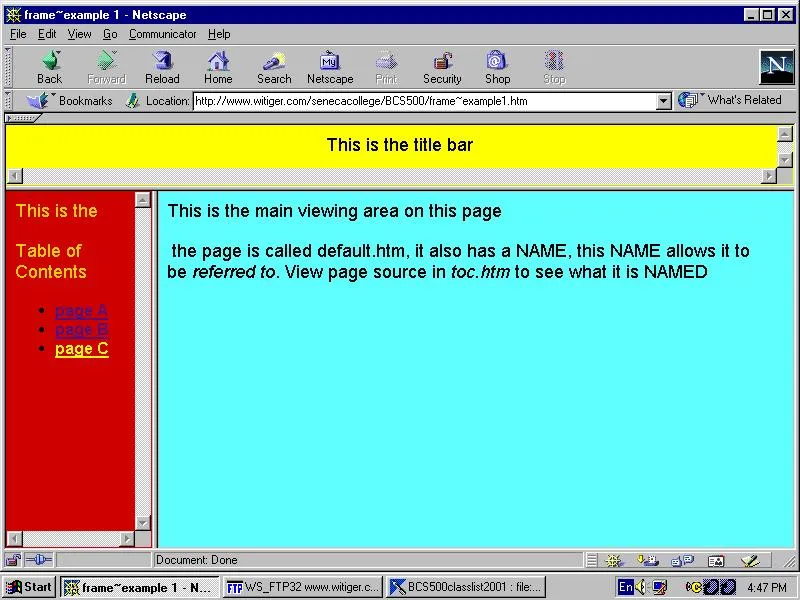 frame~example 1 - Netscape
File Edit View Go Communicator Help
Back Forward Reload Home Search Netscape Print Security Shop Stop
My
N
Bookmarks Location: http://www.witiger.com/senecacollege/BCS500/frame~example1.htm What's Related
This is the title bar
This is the
Table of
Contents
page A
page B
page C
This is the main viewing area on this page
the page is called default.htm, it also has a NAME, this NAME allows it to
be referred to. View page source in toc.htm to see what it is NAMED
Document: Done
Start frame~example 1 - N... FTP WS_FTP32 www.witiger.c... BCS500classlist2001 : file:... En 4:47 PM